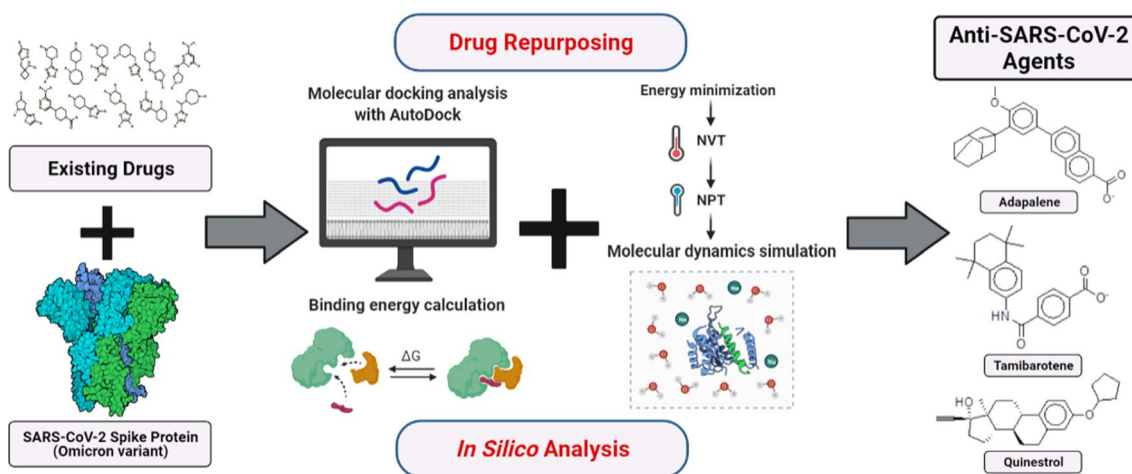 Existing Drugs
SARS-CoV-2 Spike Protein
(Omicron variant)
Drug Repurposing
Molecular docking analysis
with AutoDock
Binding energy calculation
ΔG
Energy minimization
NVT
NPT
Molecular dynamics simulation
Na
Na
Na
In Silico Analysis
Anti-SARS-CoV-2
Agents
O
O
O-
Adapalene
O
O-
HN
O
Tamibarotene
HO
O
Quinestrol